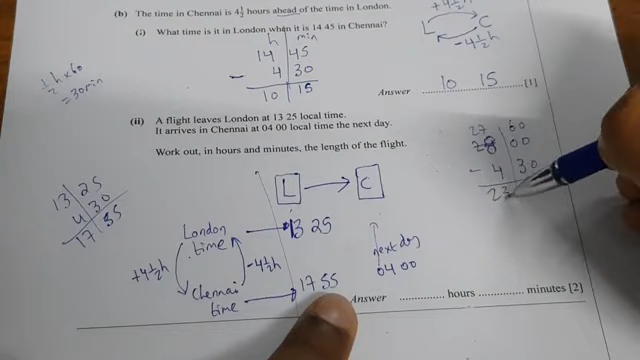 (b) The time in Chennai is 4½ hours ahead of the time in London.
+4½h
L C
-4½h
(i) What time is it in London when it is 14 45 in Chennai?
h min
14 45
- 4 30
10 15
½h×60
=30min
Answer 10 15 [1]
(ii) A flight leaves London at 13 25 local time.
It arrives in Chennai at 04 00 local time the next day.
Work out, in hours and minutes, the length of the flight.
27 60
28 00
- 4 30
23
13 25
4 30
17 55
L → C
London time
13 25
+4½h
-4½h
next day
04 00
Chennai time
17 55
Answer .............. hours .............. minutes [2]